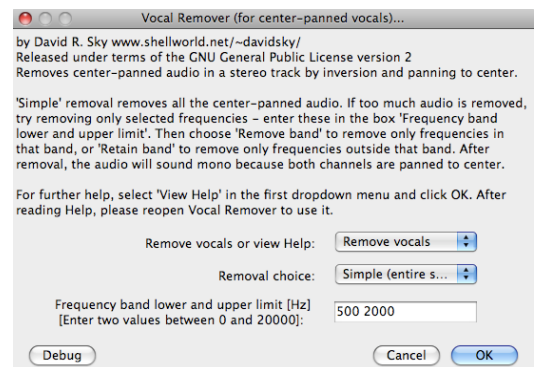 Vocal Remover (for center-panned vocals)...
by David R. Sky www.shellworld.net/~davidsky/
Released under terms of the GNU General Public License version 2
Removes center-panned audio in a stereo track by inversion and panning to center.
'Simple' removal removes all the center-panned audio. If too much audio is removed,
try removing only selected frequencies – enter these in the box 'Frequency band
lower and upper limit'. Then choose 'Remove band' to remove only frequencies in
that band, or 'Retain band' to remove only frequencies outside that band. After
removal, the audio will sound mono because both channels are panned to center.
For further help, select 'View Help' in the first dropdown menu and click OK. After
reading Help, please reopen Vocal Remover to use it.
Remove vocals or view Help: Remove vocals
Removal choice: Simple (entire s...
Frequency band lower and upper limit [Hz]
[Enter two values between 0 and 20000]: 500 2000
Debug Cancel OK